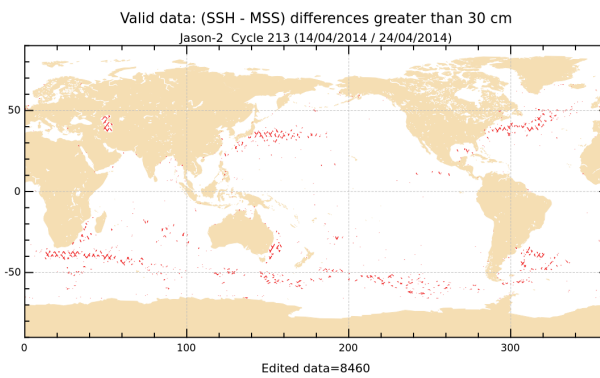 Valid data: (SSH - MSS) differences greater than 30 cm
Jason-2  Cycle 213 (14/04/2014 / 24/04/2014)
50
0
-50
0 100 200 300
Edited data=8460